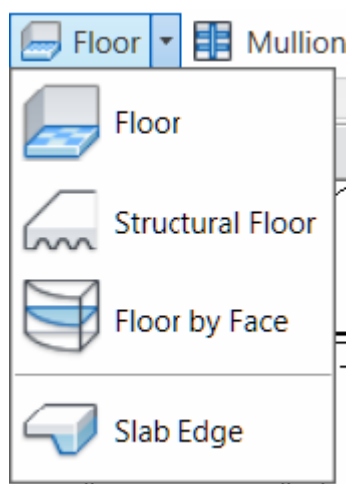 Floor Mullion
Floor
Structural Floor
Floor by Face
Slab Edge